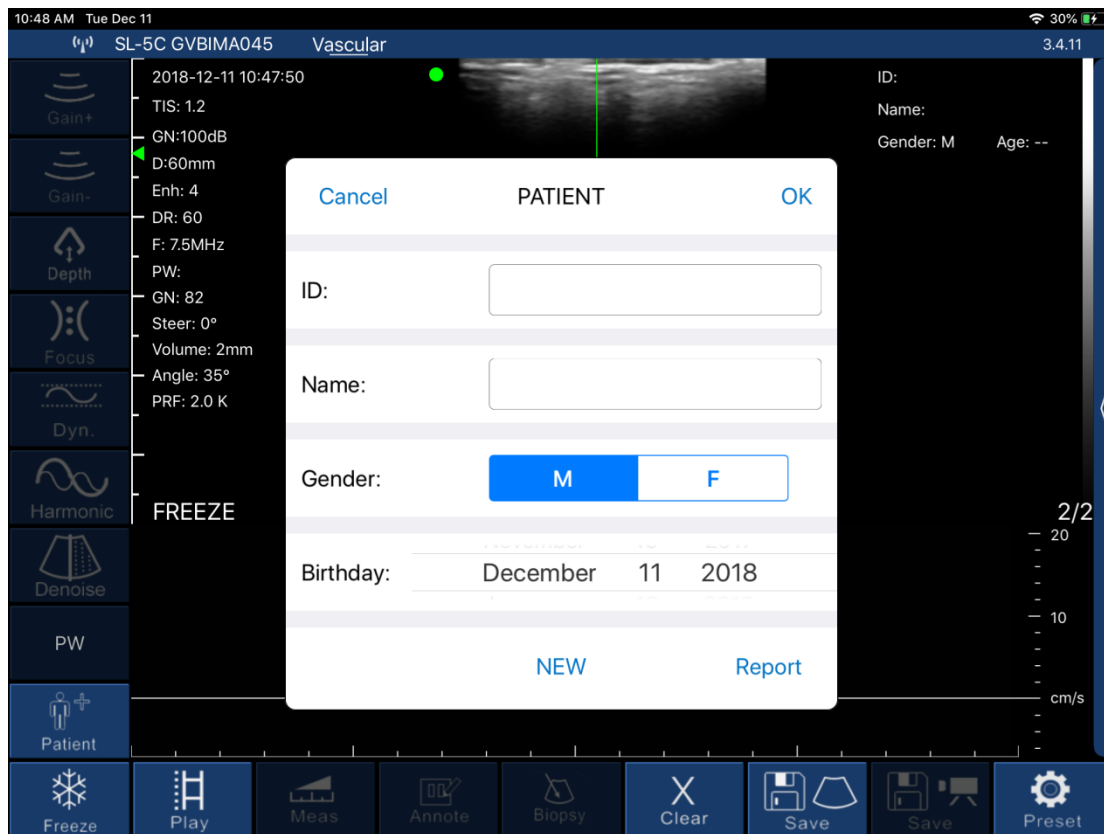 10:48 AM Tue Dec 11 30%
SL-5C GVBIMA045 Vascular 3.4.11
Gain+
Gain-
Depth
Focus
Dyn.
Harmonic
Denoise
PW
Patient
2018-12-11 10:47:50
TIS: 1.2
GN:100dB
D:60mm
Enh: 4
DR: 60
F: 7.5MHz
PW:
GN: 82
Steer: 0°
Volume: 2mm
Angle: 35°
PRF: 2.0 K
FREEZE
ID:
Name:
Gender: M Age: --
Cancel PATIENT OK
ID:
Name:
Gender: M F
Birthday: December 11 2018
NEW Report
2/2
20
10
cm/s
Freeze Play Meas Annote Biopsy Clear Save Save Preset